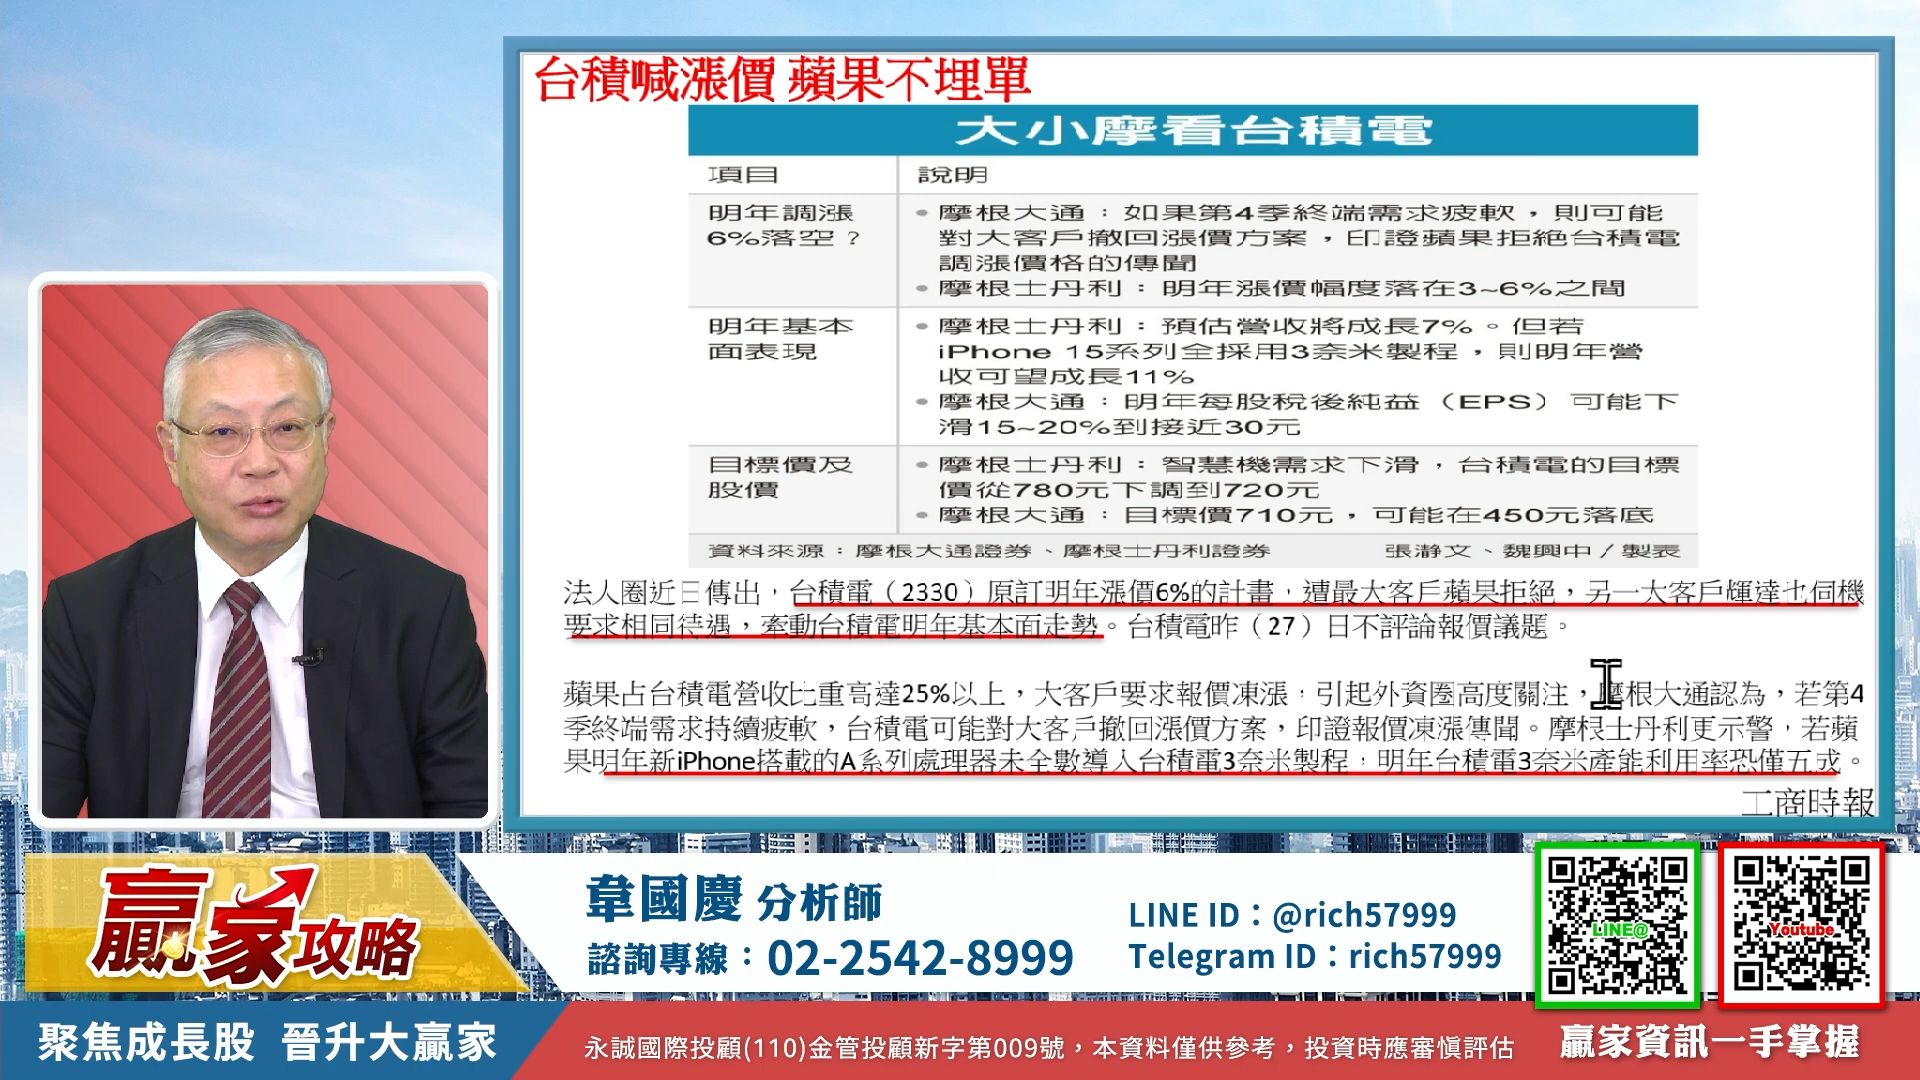 台積喊漲價 蘋果不埋單
大小摩看台積電
項目
說明
明年調漲
6%落空？
• 摩根大通：如果第4季終端需求疲軟，則可能
對大客戶撤回漲價方案，印證蘋果拒絕台積電
調漲價格的傳聞
• 摩根士丹利：明年漲價幅度落在3~6%之間
明年基本
面表現
• 摩根士丹利：預估營收將成長7%。但若
iPhone 15系列全採用3奈米製程，則明年營
收可望成長11%
• 摩根大通：明年每股稅後純益（EPS）可能下
滑15~20%到接近30元
目標價及
股價
• 摩根士丹利：智慧機需求下滑，台積電的目標
價從780元下調到720元
• 摩根大通：目標價710元，可能在450元落底
資料來源：摩根大通證券、摩根士丹利證券 張瀞文、魏興中／製表
法人圈近日傳出，台積電（2330）原訂明年漲價6%的計畫，遭最大客戶蘋果拒絕，另一大客戶輝達也伺機
要求相同待遇，牽動台積電明年基本面走勢。台積電昨（27）日不評論報價議題。
蘋果占台積電營收比重高達25%以上，大客戶要求報價凍漲，引起外資圈高度關注，摩根大通認為，若第4
季終端需求持續疲軟，台積電可能對大客戶撤回漲價方案，印證報價凍漲傳聞。摩根士丹利更示警，若蘋
果明年新iPhone搭載的A系列處理器未全數導入台積電3奈米製程，明年台積電3奈米產能利用率恐僅五成。
工商時報
贏家攻略
韋國慶 分析師
諮詢專線：02-2542-8999
LINE ID：@rich57999
Telegram ID：rich57999
LINE@
Youtube
聚焦成長股 晉升大贏家
永誠國際投顧(110)金管投顧新字第009號，本資料僅供參考，投資時應審慎評估
贏家資訊一手掌握